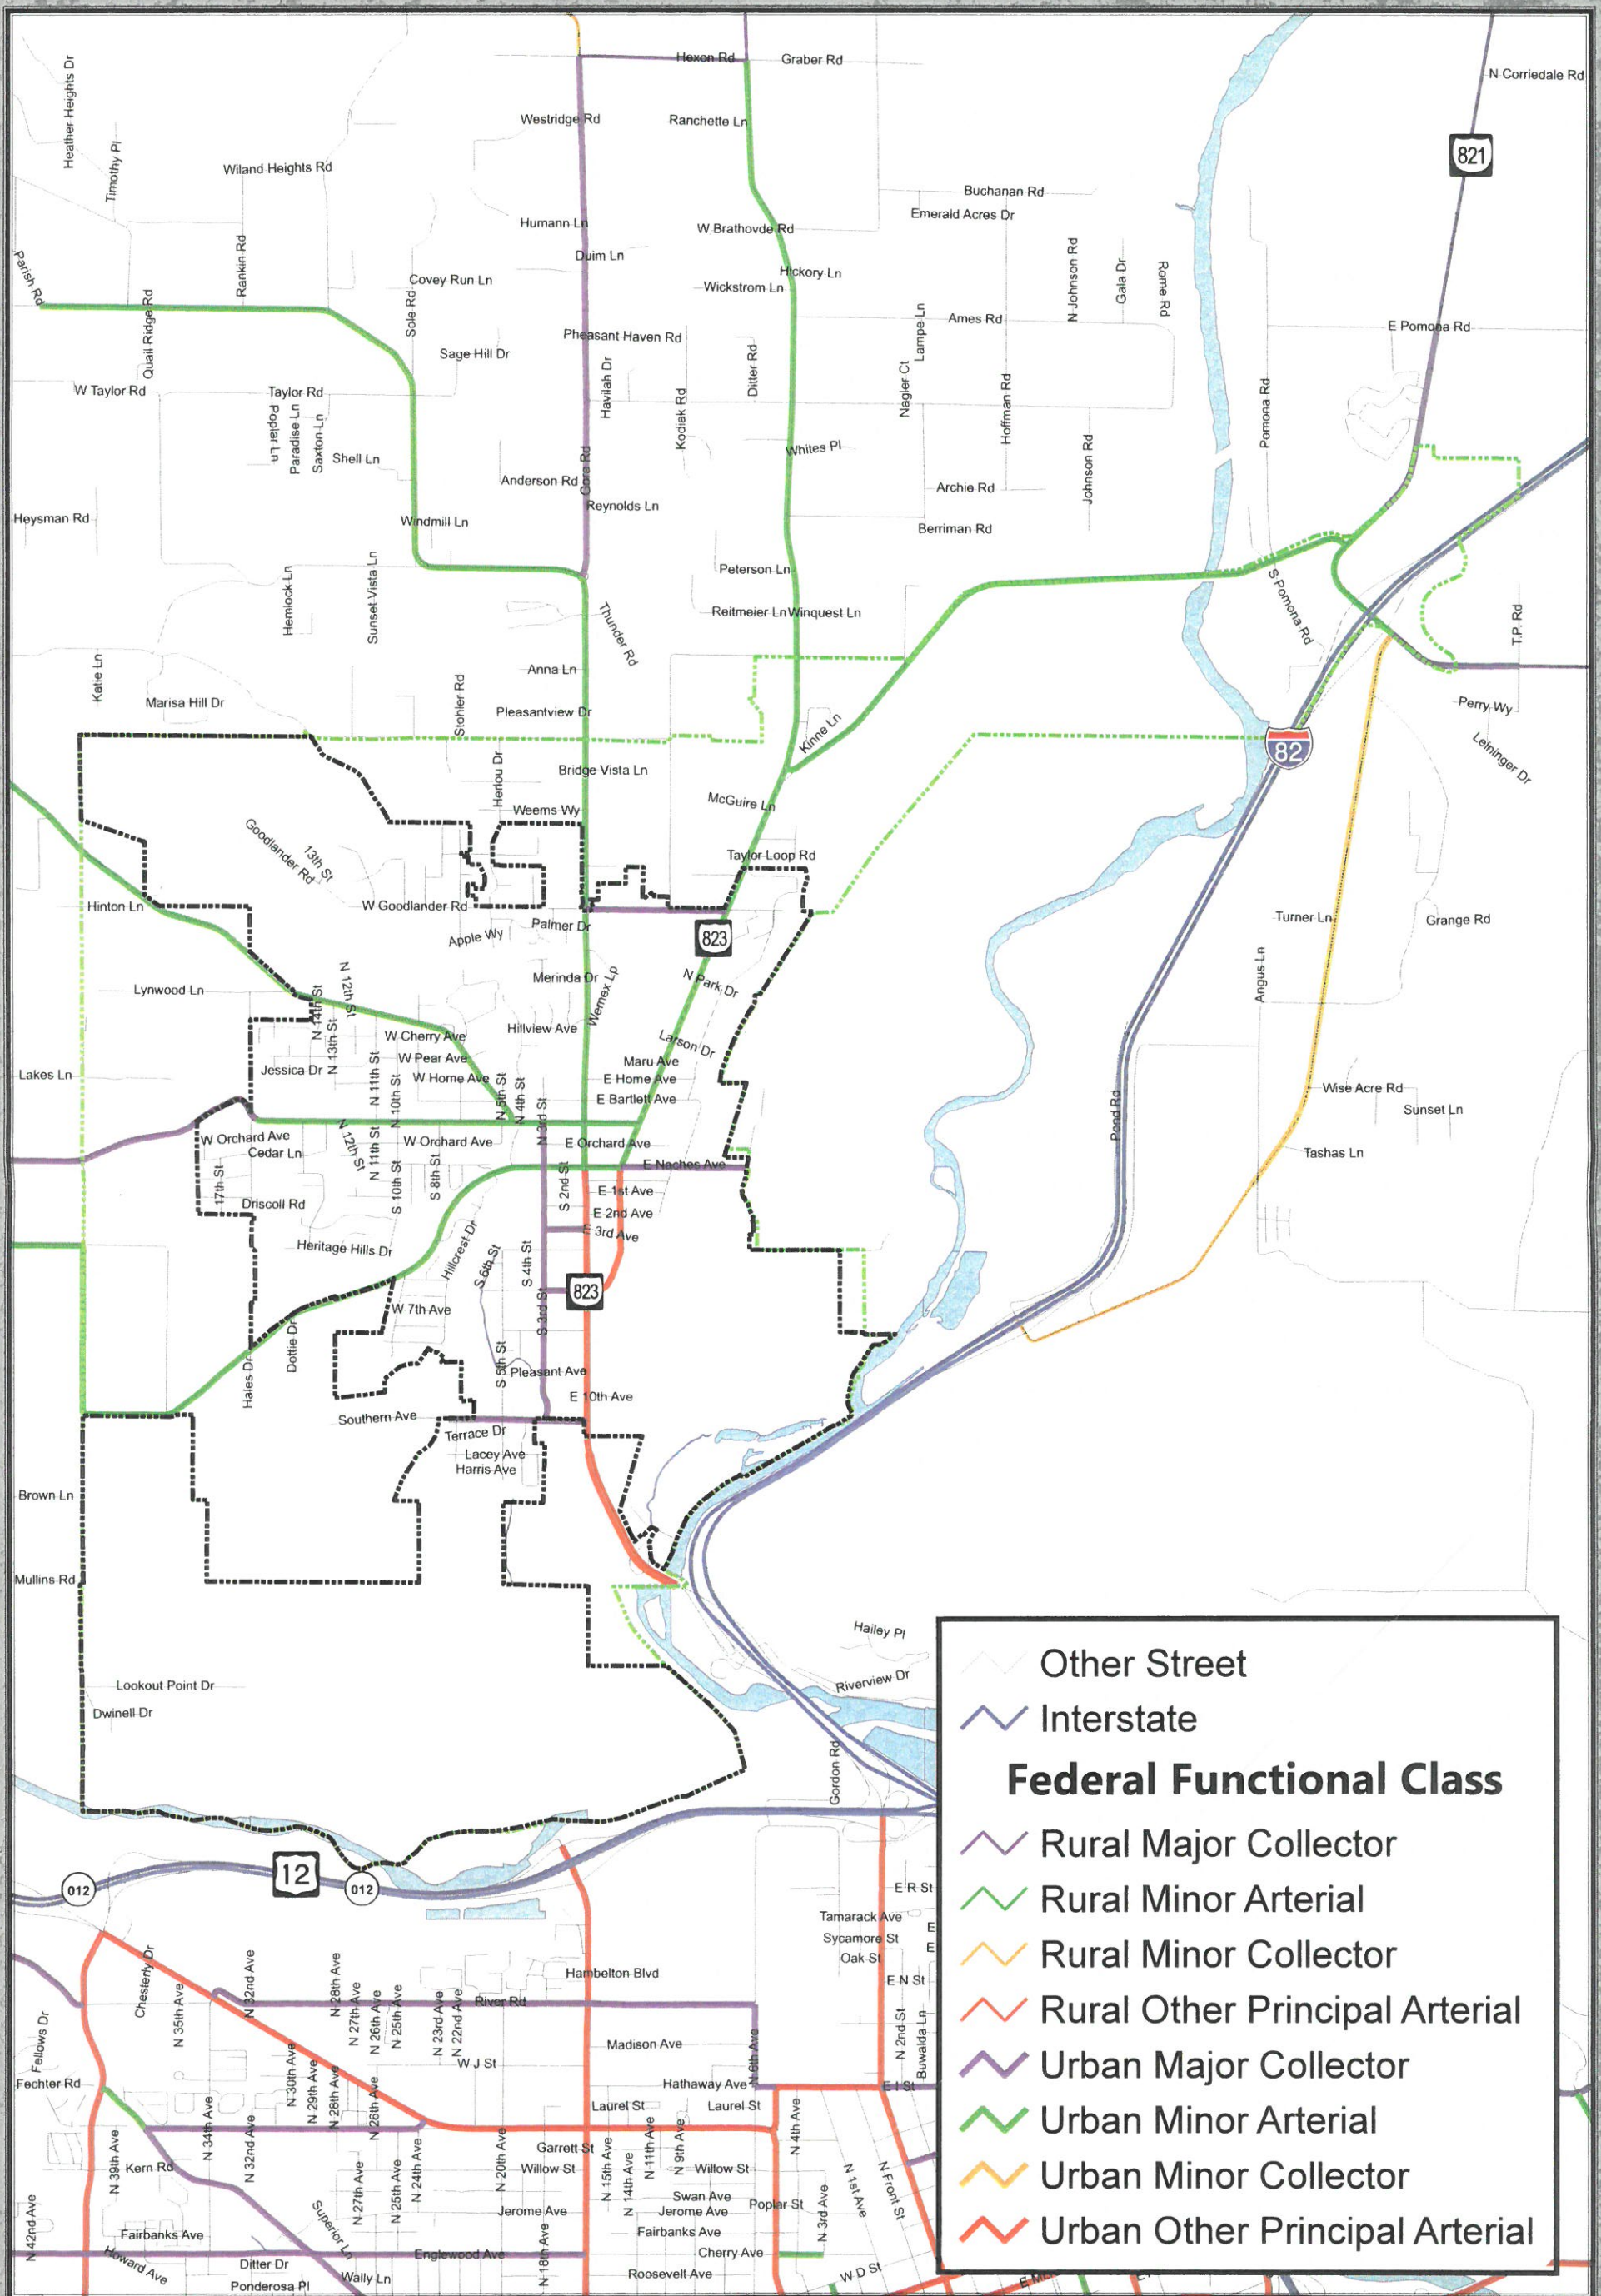 Heather Heights Dr
Timothy Pl
Hexon Rd
Graber Rd
N Corriedale Rd
Westridge Rd
Ranchette Ln
821
Wiland Heights Rd
Buchanan Rd
Emerald Acres Dr
Humann Ln
W Brathovde Rd
Parish Rd
Rankin Rd
Duim Ln
Hickory Ln
N Johnson Rd
Gala Dr
Rome Rd
Covey Run Ln
Wickstrom Ln
Quail Ridge Rd
Sole Rd
Ames Rd
Lampe Ln
E Pomona Rd
Pheasant Haven Rd
Sage Hill Dr
Havilah Dr
Ditter Rd
Nagler Ct
W Taylor Rd
Taylor Rd
Poplar Ln
Paradise Ln
Saxton Ln
Kodiak Rd
Hoffman Rd
Pomona Rd
Shell Ln
Whites Pl
Johnson Rd
Anderson Rd
Gore Rd
Archie Rd
Reynolds Ln
Heysman Rd
Windmill Ln
Berriman Rd
Hemlock Ln
Sunset Vista Ln
Peterson Ln
S Pomona Rd
Thunder Rd
Reitmeier Ln
Winquest Ln
T.P. Rd
Katie Ln
Anna Ln
Marisa Hill Dr
Stohler Rd
Pleasantview Dr
Kinne Ln
Perry Wy
Leininger Dr
82
Herlou Dr
Bridge Vista Ln
Weems Wy
McGuire Ln
Goodlander Rd
13th St
Taylor Loop Rd
Hinton Ln
W Goodlander Rd
Turner Ln
Grange Rd
Apple Wy
Palmer Dr
823
Angus Ln
Lynwood Ln
N 12th St
Merinda Dr
Wernex Lp
N Park Dr
N 14th St
N 13th St
W Cherry Ave
Hillview Ave
Larson Dr
W Pear Ave
Maru Ave
Lakes Ln
Jessica Dr
N 11th St
N 10th St
W Home Ave
N 5th St
N 4th St
E Home Ave
Wise Acre Rd
E Bartlett Ave
Sunset Ln
N 3rd St
Pond Rd
W Orchard Ave
Cedar Ln
N 12th St
N 11th St
W Orchard Ave
E Orchard Ave
Tashas Ln
E Naches Ave
17th St
Driscoll Rd
S 10th St
S 8th St
S 2nd St
E 1st Ave
E 2nd Ave
E 3rd Ave
Heritage Hills Dr
Hillcrest Dr
S 6th St
S 4th St
823
W 7th Ave
S 3rd St
Dottie Dr
Hales Dr
S 5th St
Pleasant Ave
E 10th Ave
Southern Ave
Terrace Dr
Lacey Ave
Harris Ave
Brown Ln
Mullins Rd
Hailey Pl
Riverview Dr
Lookout Point Dr
Dwinell Dr
Gordon Rd
12
012
012
E R St
Tamarack Ave
Sycamore St
E
Oak St
E
E N St
Chesterly Dr
N 35th Ave
N 32nd Ave
N 28th Ave
N 27th Ave
N 26th Ave
N 25th Ave
N 23rd Ave
N 22nd Ave
Hambelton Blvd
River Rd
Fellows Dr
Madison Ave
N 6th Ave
N 2nd St
Buwalda Ln
N 30th Ave
N 29th Ave
N 28th Ave
W J St
Fechter Rd
Hathaway Ave
E I St
N 34th Ave
N 26th Ave
Laurel St
Laurel St
N 39th Ave
N 32nd Ave
N 24th Ave
N 20th Ave
Garrett St
N 11th Ave
N 9th Ave
N 4th Ave
Kern Rd
N 27th Ave
N 25th Ave
Willow St
N 15th Ave
N 14th Ave
Willow St
N 1st Ave
N Front St
Swan Ave
Jerome Ave
Jerome Ave
Poplar St
N 3rd Ave
N 42nd Ave
Fairbanks Ave
Superior Ln
Fairbanks Ave
Howard Ave
Ditter Dr
Englewood Ave
N 18th Ave
Cherry Ave
Wally Ln
Roosevelt Ave
W D St
Ponderosa Pl
Other Street
Interstate
Federal Functional Class
Rural Major Collector
Rural Minor Arterial
Rural Minor Collector
Rural Other Principal Arterial
Urban Major Collector
Urban Minor Arterial
Urban Minor Collector
Urban Other Principal Arterial